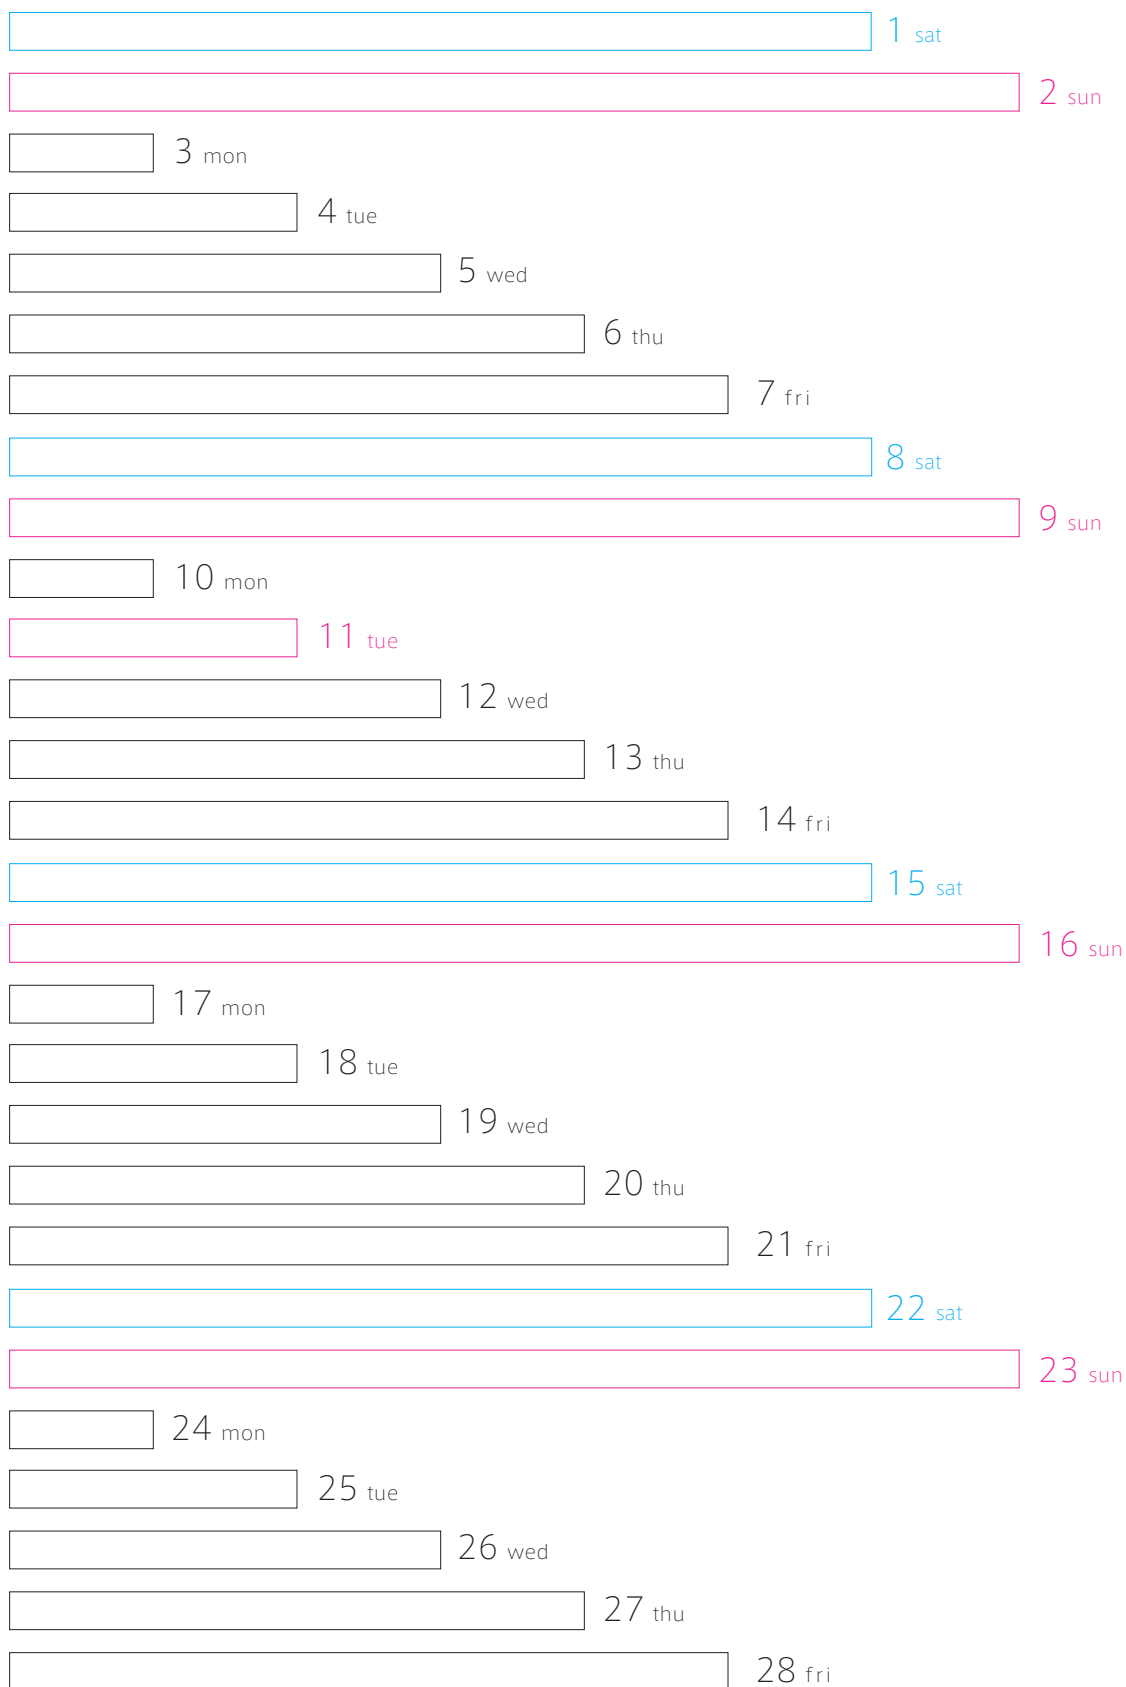 1 sat
2 sun
3 mon
4 tue
5 wed
6 thu
7 fri
8 sat
9 sun
10 mon
11 tue
12 wed
13 thu
14 fri
15 sat
16 sun
17 mon
18 tue
19 wed
20 thu
21 fri
22 sat
23 sun
24 mon
25 tue
26 wed
27 thu
28 fri